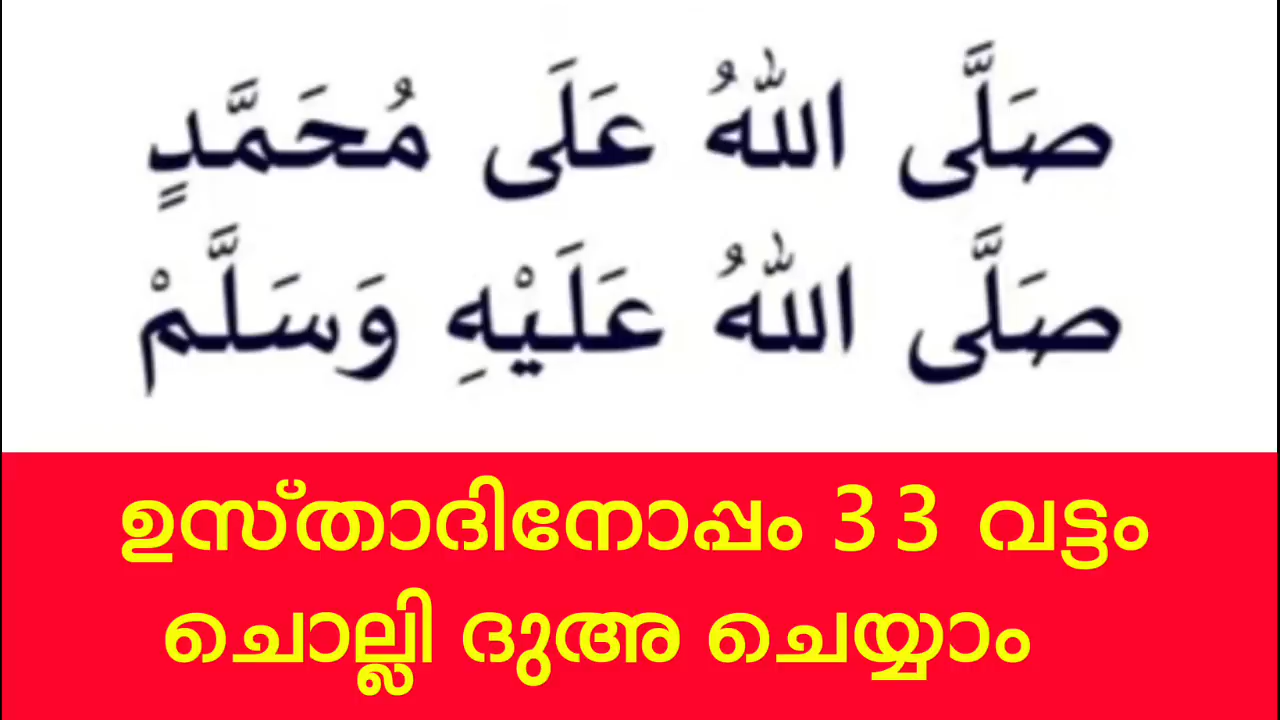 صَلَّى اللهُ عَلَى مُحَمَّدٍ
صَلَّى اللهُ عَلَيْهِ وَسَلَّمْ
ഉസ്താദിനോപ്പം 33 വട്ടം
ചൊല്ലി ദുഅ ചെയ്യാം